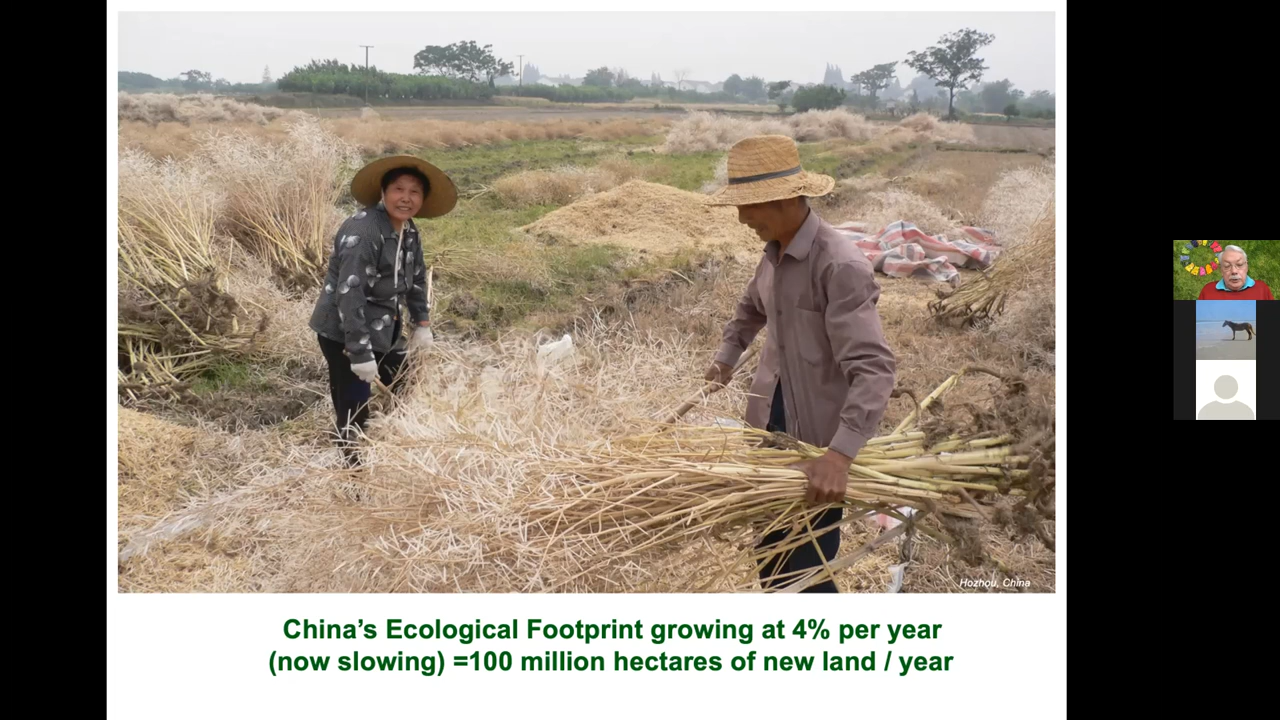 Hozhou, China
China's Ecological Footprint growing at 4% per year
(now slowing) =100 million hectares of new land / year